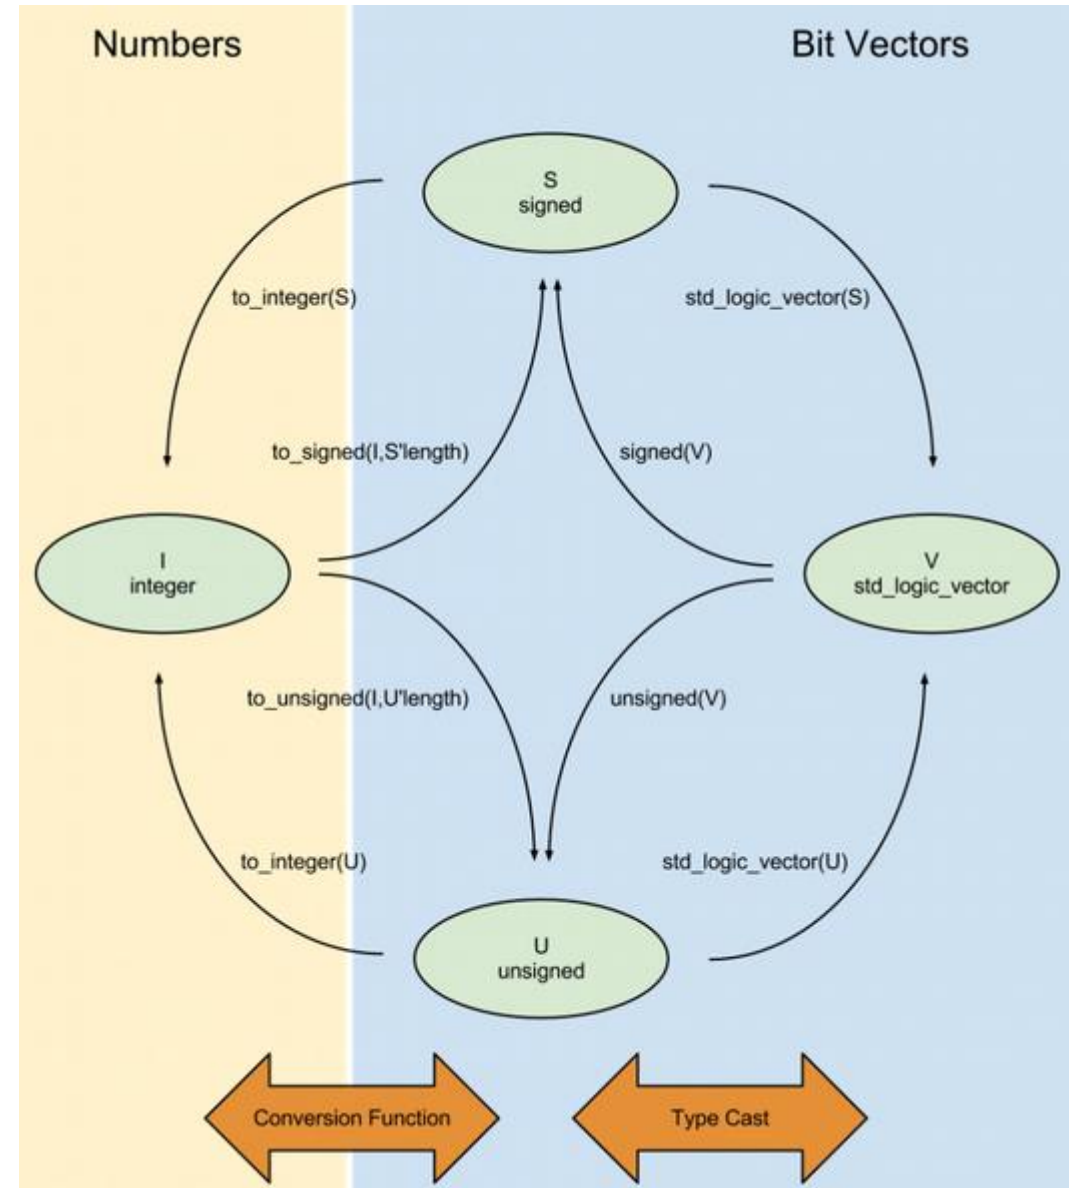 Numbers
Bit Vectors
S
signed
to_integer(S)
std_logic_vector(S)
to_signed(I,S'length)
signed(V)
I
integer
V
std_logic_vector
to_unsigned(I,U'length)
unsigned(V)
to_integer(U)
std_logic_vector(U)
U
unsigned
Conversion Function
Type Cast